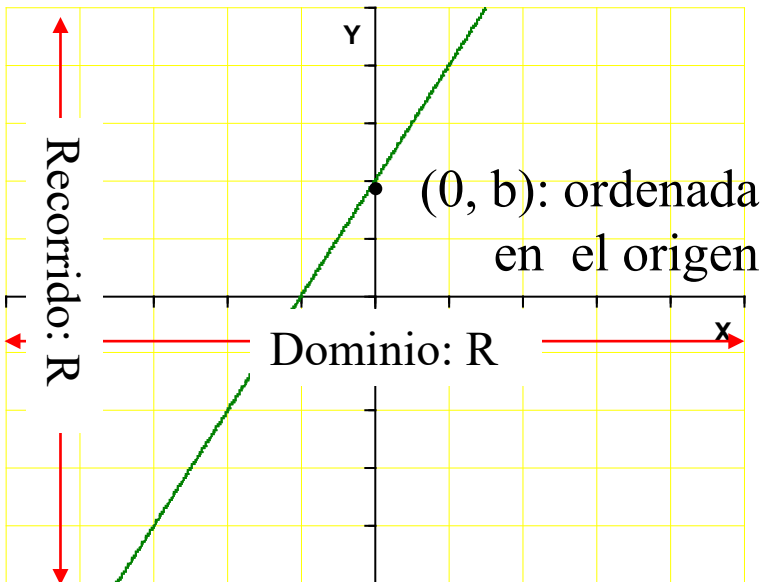 Y
Recorrido: R
(0, b): ordenada
en el origen
X
Dominio: R